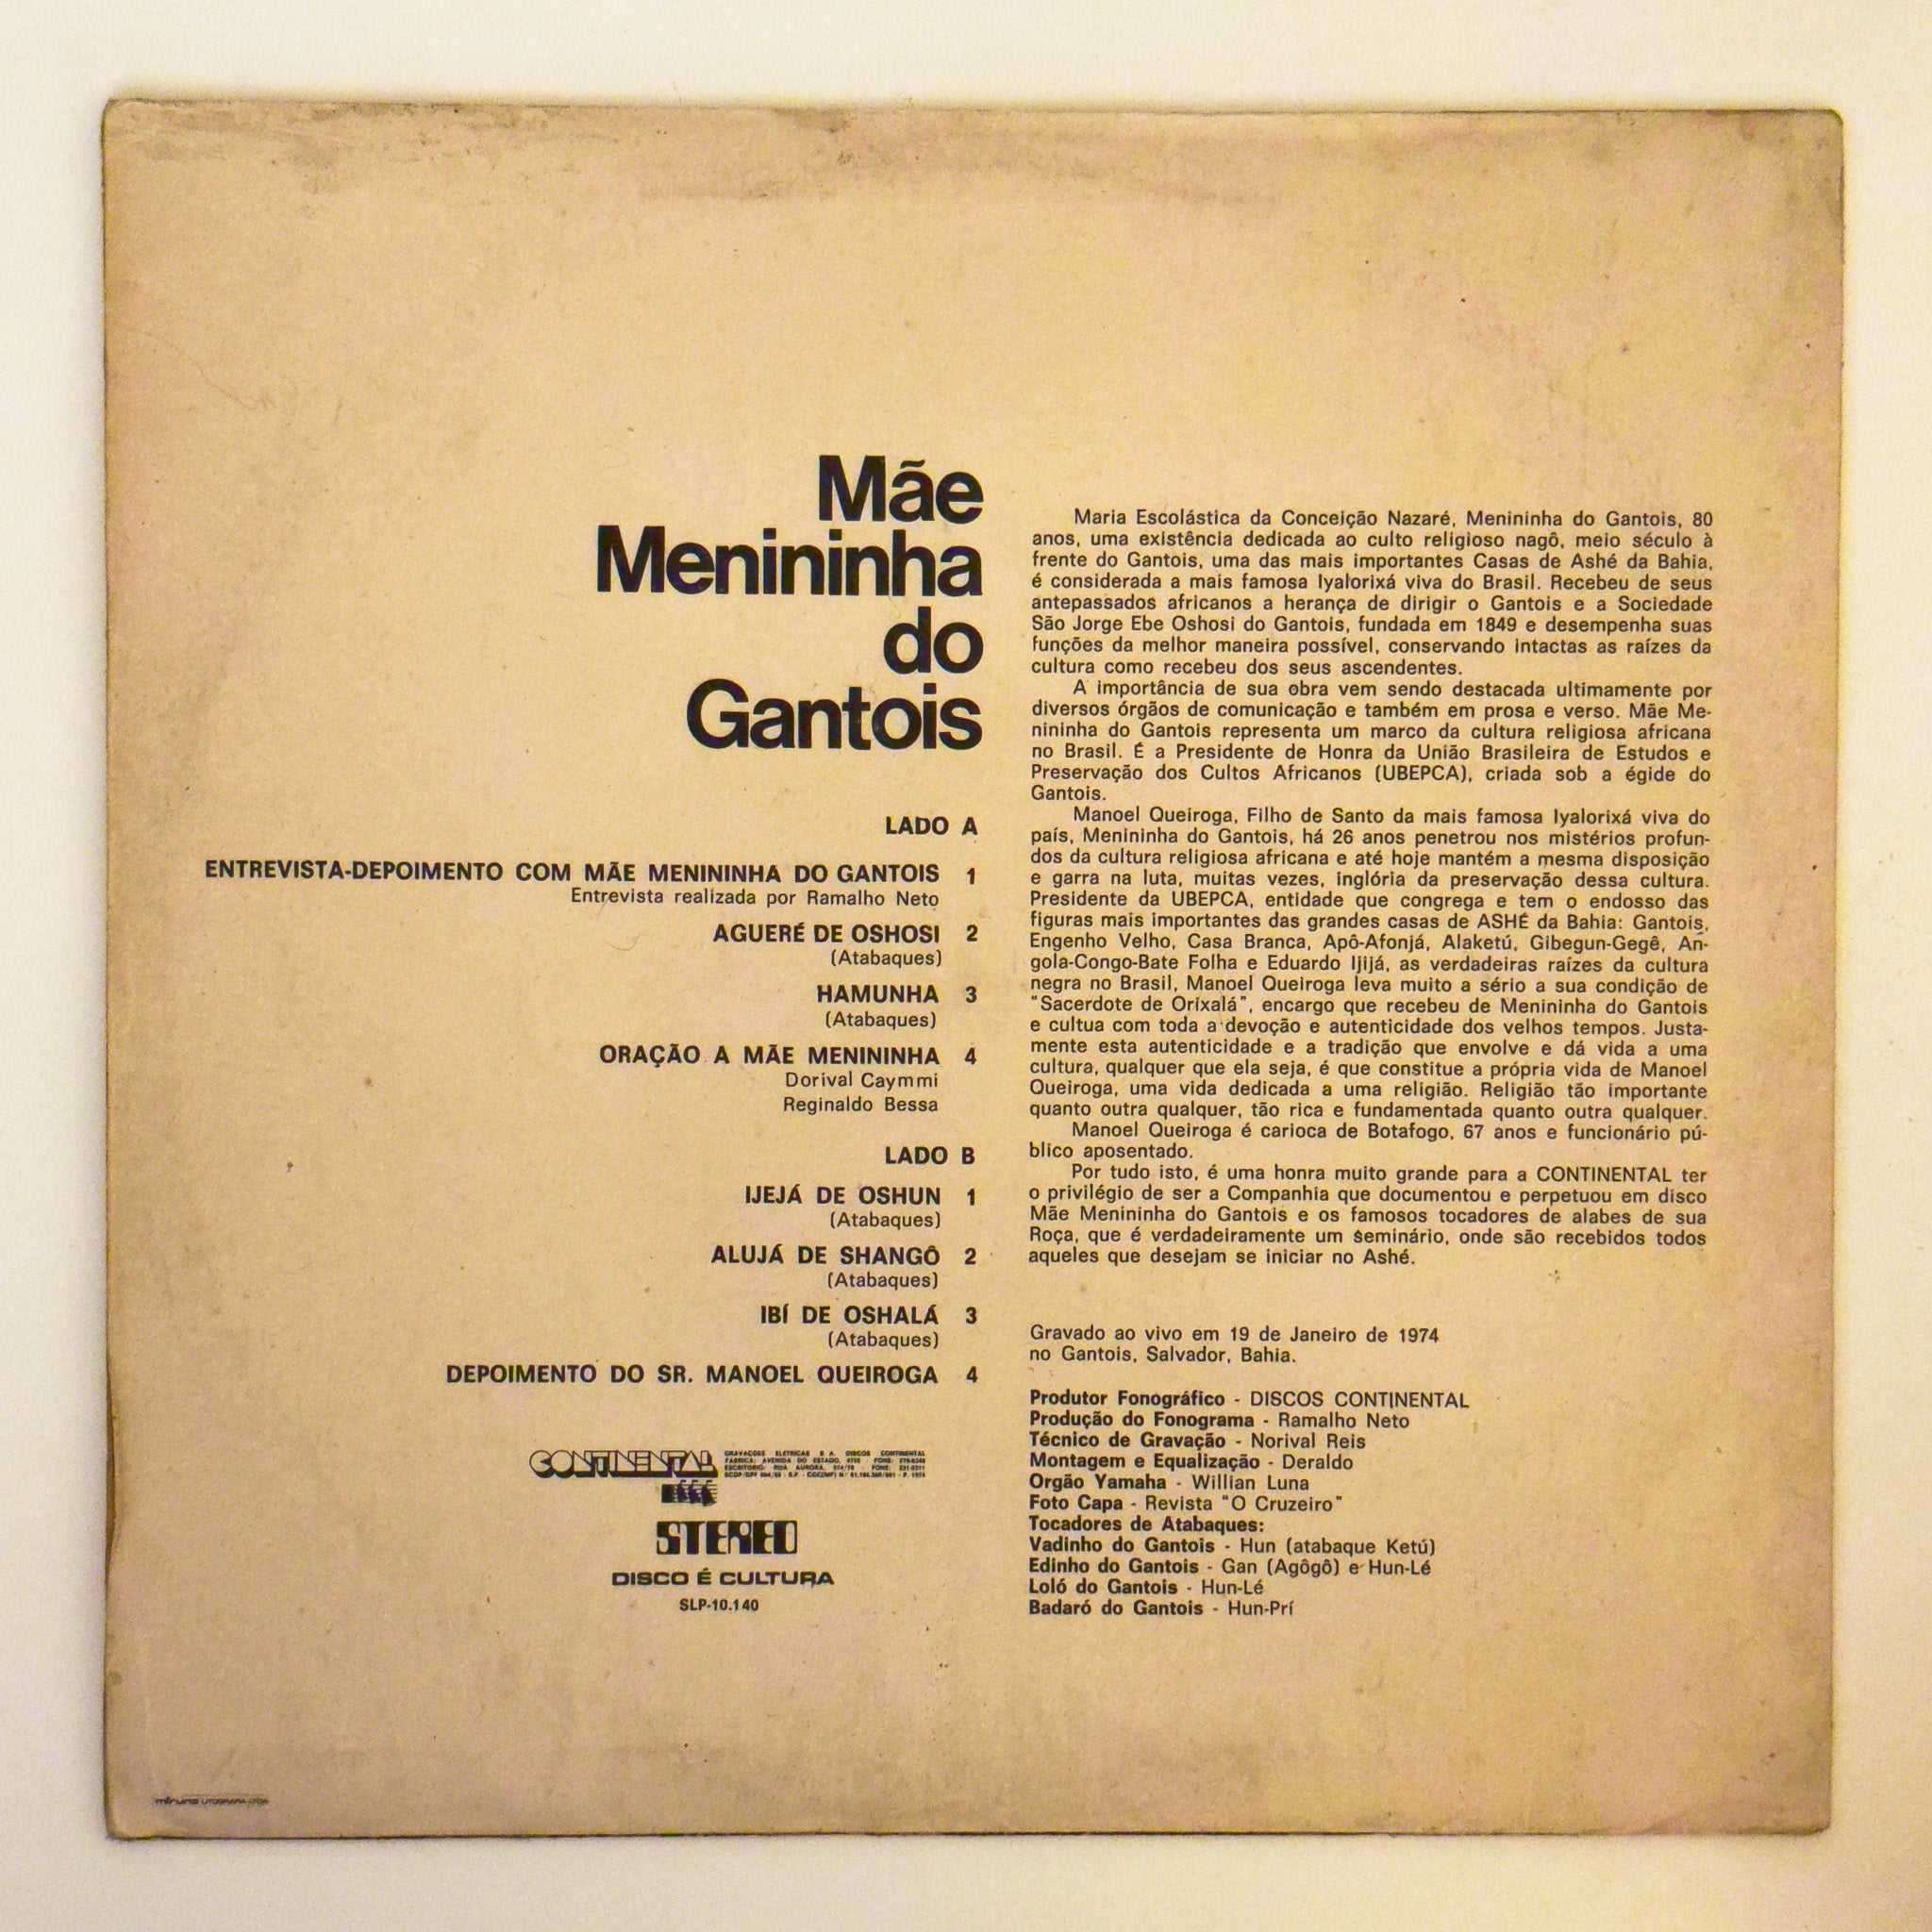 Mãe
Menininha
do
Gantois
LADO A
ENTREVISTA-DEPOIMENTO COM MÃE MENININHA DO GANTOIS 1
Entrevista realizada por Ramalho Neto
AGUERÉ DE OSHOSI 2
(Atabaques)
HAMUNHA 3
(Atabaques)
ORAÇÃO A MÃE MENININHA 4
Dorival Caymmi
Reginaldo Bessa
LADO B
IJEJÁ DE OSHUN 1
(Atabaques)
ALUJÁ DE SHANGÔ 2
(Atabaques)
IBÍ DE OSHALÁ 3
(Atabaques)
DEPOIMENTO DO SR. MANOEL QUEIROGA 4
CONTINENTAL
GRAVAÇÕES ELÉTRICAS S. A. DISCOS CONTINENTAL
STEREO
DISCO É CULTURA
SLP-10.140
Maria Escolástica da Conceição Nazaré, Menininha do Gantois, 80
anos, uma existência dedicada ao culto religioso nagô, meio século à
frente do Gantois, uma das mais importantes Casas de Ashé da Bahia,
é considerada a mais famosa Iyalorixá viva do Brasil. Recebeu de seus
antepassados africanos a herança de dirigir o Gantois e a Sociedade
São Jorge Ebe Oshosi do Gantois, fundada em 1849 e desempenha suas
funções da melhor maneira possível, conservando intactas as raízes da
cultura como recebeu dos seus ascendentes.
A importância de sua obra vem sendo destacada ultimamente por
diversos órgãos de comunicação e também em prosa e verso. Mãe Me-
nininha do Gantois representa um marco da cultura religiosa africana
no Brasil. É a Presidente de Honra da União Brasileira de Estudos e
Preservação dos Cultos Africanos (UBEPCA), criada sob a égide do
Gantois.
Manoel Queiroga, Filho de Santo da mais famosa Iyalorixá viva do
país, Menininha do Gantois, há 26 anos penetrou nos mistérios profun-
dos da cultura religiosa africana e até hoje mantém a mesma disposição
e garra na luta, muitas vezes, inglória da preservação dessa cultura.
Presidente da UBEPCA, entidade que congrega e tem o endosso das
figuras mais importantes das grandes casas de ASHÉ da Bahia: Gantois,
Engenho Velho, Casa Branca, Apô-Afonjá, Alaketú, Gibegun-Gegê, An-
gola-Congo-Bate Folha e Eduardo Ijijá, as verdadeiras raízes da cultura
negra no Brasil, Manoel Queiroga leva muito a sério a sua condição de
"Sacerdote de Orixalá", encargo que recebeu de Menininha do Gantois
e cultua com toda a devoção e autenticidade dos velhos tempos. Justa-
mente esta autenticidade e a tradição que envolve e dá vida a uma
cultura, qualquer que ela seja, é que constitue a própria vida de Manoel
Queiroga, uma vida dedicada a uma religião. Religião tão importante
quanto outra qualquer, tão rica e fundamentada quanto outra qualquer.
Manoel Queiroga é carioca de Botafogo, 67 anos e funcionário pú-
blico aposentado.
Por tudo isto, é uma honra muito grande para a CONTINENTAL ter
o privilégio de ser a Companhia que documentou e perpetuou em disco
Mãe Menininha do Gantois e os famosos tocadores de alabes de sua
Roça, que é verdadeiramente um seminário, onde são recebidos todos
aqueles que desejam se iniciar no Ashé.
Gravado ao vivo em 19 de Janeiro de 1974
no Gantois, Salvador, Bahia.
Produtor Fonográfico - DISCOS CONTINENTAL
Produção do Fonograma - Ramalho Neto
Técnico de Gravação - Norival Reis
Montagem e Equalização - Deraldo
Orgão Yamaha - Willian Luna
Foto Capa - Revista "O Cruzeiro"
Tocadores de Atabaques:
Vadinho do Gantois - Hun (atabaque Ketú)
Edinho do Gantois - Gan (Agôgô) e Hun-Lé
Loló do Gantois - Hun-Lé
Badaró do Gantois - Hun-Prí